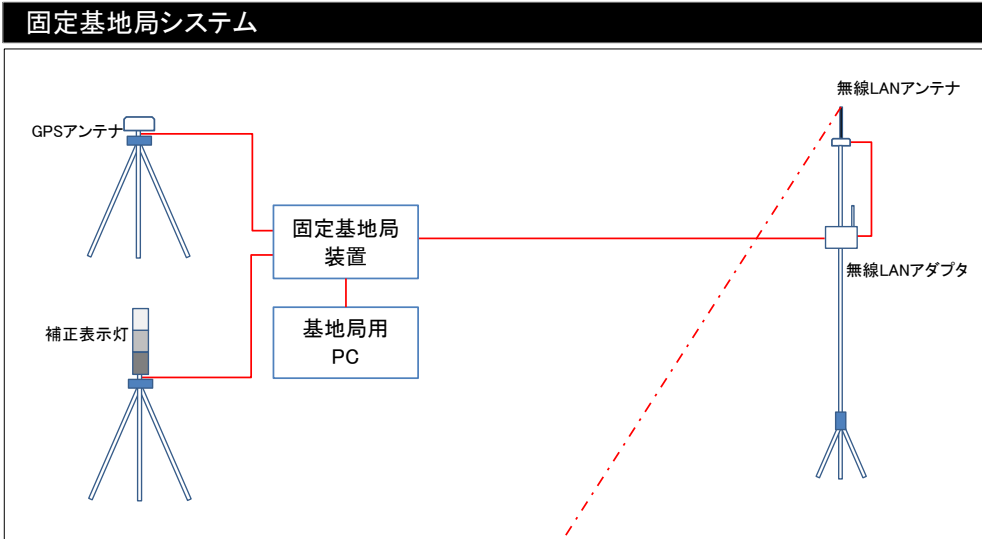 固定基地局システム
無線LANアンテナ
GPSアンテナ
固定基地局
装置
無線LANアダプタ
補正表示灯
基地局用
PC